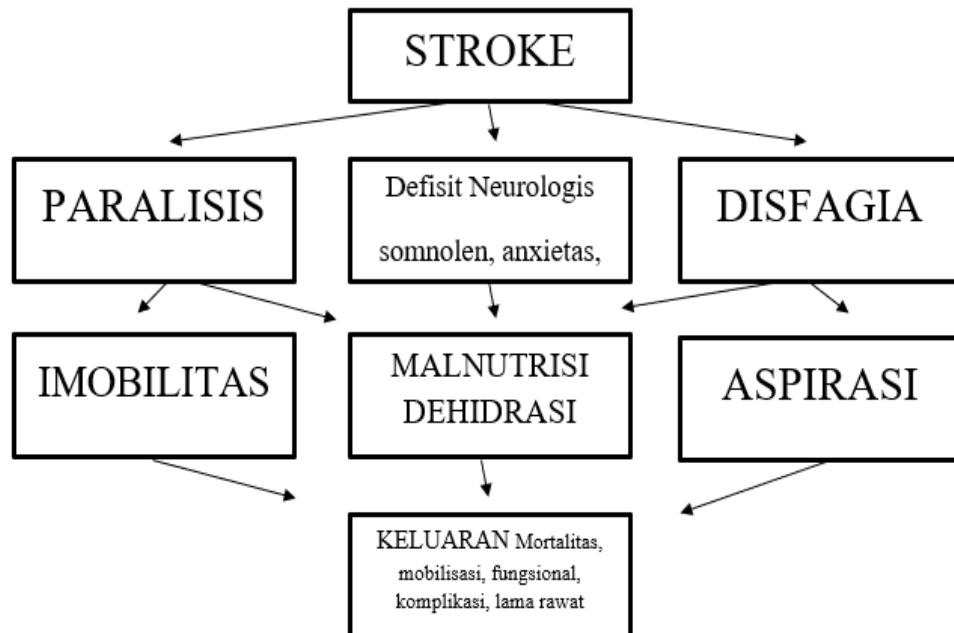 STROKE
PARALISIS
Defisit Neurologis
somnolen, anxietas,
DISFAGIA
IMOBILITAS
MALNUTRISI
DEHIDRASI
ASPIRASI
KELUARAN Mortalitas,
mobilisasi, fungsional,
komplikasi, lama rawat